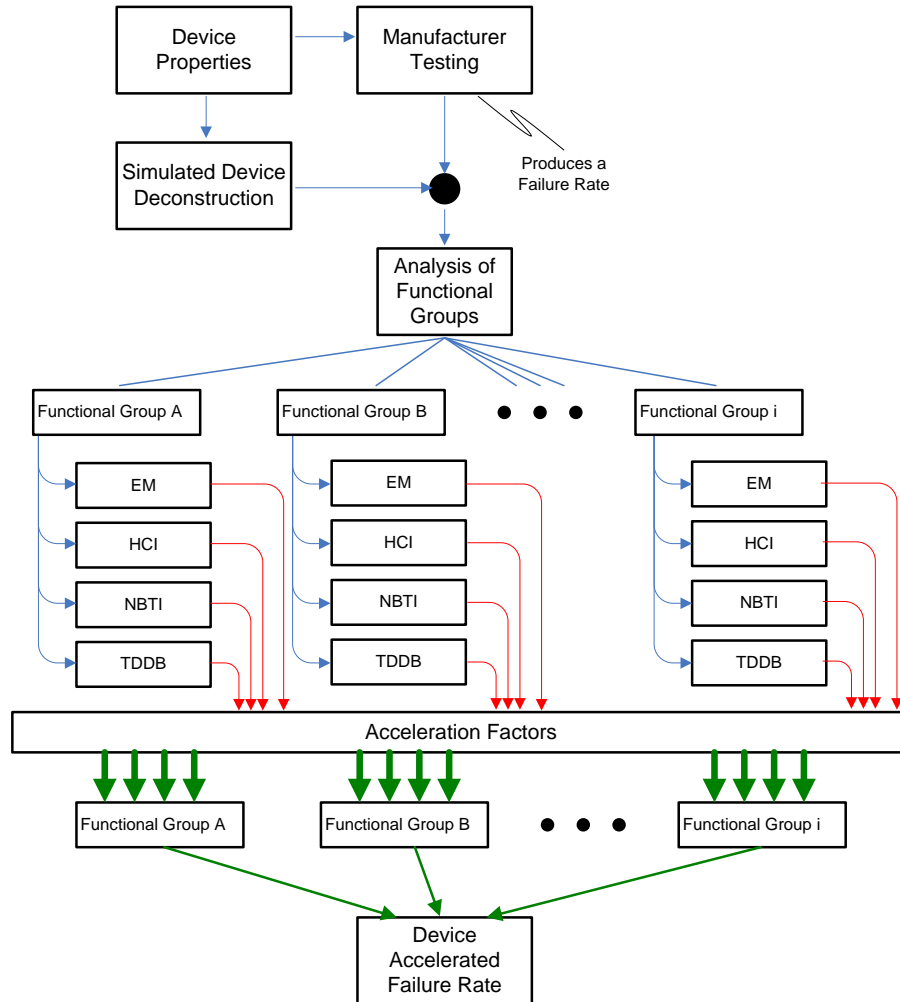 Device
Properties
Manufacturer
Testing
Simulated Device
Deconstruction
Produces a
Failure Rate
Analysis of
Functional
Groups
Functional Group A
Functional Group B
Functional Group i
EM
HCI
NBTI
TDDB
EM
HCI
NBTI
TDDB
EM
HCI
NBTI
TDDB
Acceleration Factors
Functional Group A
Functional Group B
Functional Group i
Device
Accelerated
Failure Rate